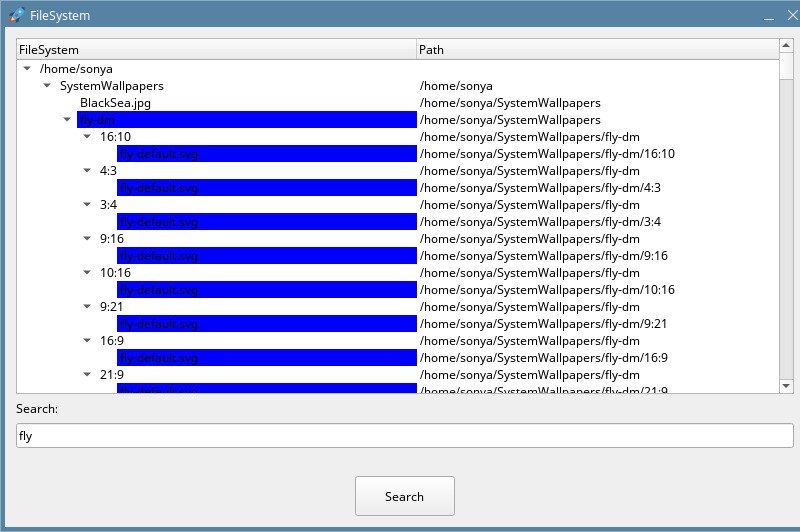 FileSystem
FileSystem Path
/home/sonya
SystemWallpapers /home/sonya
BlackSea.jpg /home/sonya/SystemWallpapers
fly-dm /home/sonya/SystemWallpapers
16:10 /home/sonya/SystemWallpapers/fly-dm
fly-default.svg /home/sonya/SystemWallpapers/fly-dm/16:10
4:3 /home/sonya/SystemWallpapers/fly-dm
fly-default.svg /home/sonya/SystemWallpapers/fly-dm/4:3
3:4 /home/sonya/SystemWallpapers/fly-dm
fly-default.svg /home/sonya/SystemWallpapers/fly-dm/3:4
9:16 /home/sonya/SystemWallpapers/fly-dm
fly-default.svg /home/sonya/SystemWallpapers/fly-dm/9:16
10:16 /home/sonya/SystemWallpapers/fly-dm
fly-default.svg /home/sonya/SystemWallpapers/fly-dm/10:16
9:21 /home/sonya/SystemWallpapers/fly-dm
fly-default.svg /home/sonya/SystemWallpapers/fly-dm/9:21
16:9 /home/sonya/SystemWallpapers/fly-dm
fly-default.svg /home/sonya/SystemWallpapers/fly-dm/16:9
21:9 /home/sonya/SystemWallpapers/fly-dm
fly-default.svg /home/sonya/SystemWallpapers/fly-dm/21:9
Search:
fly
Search